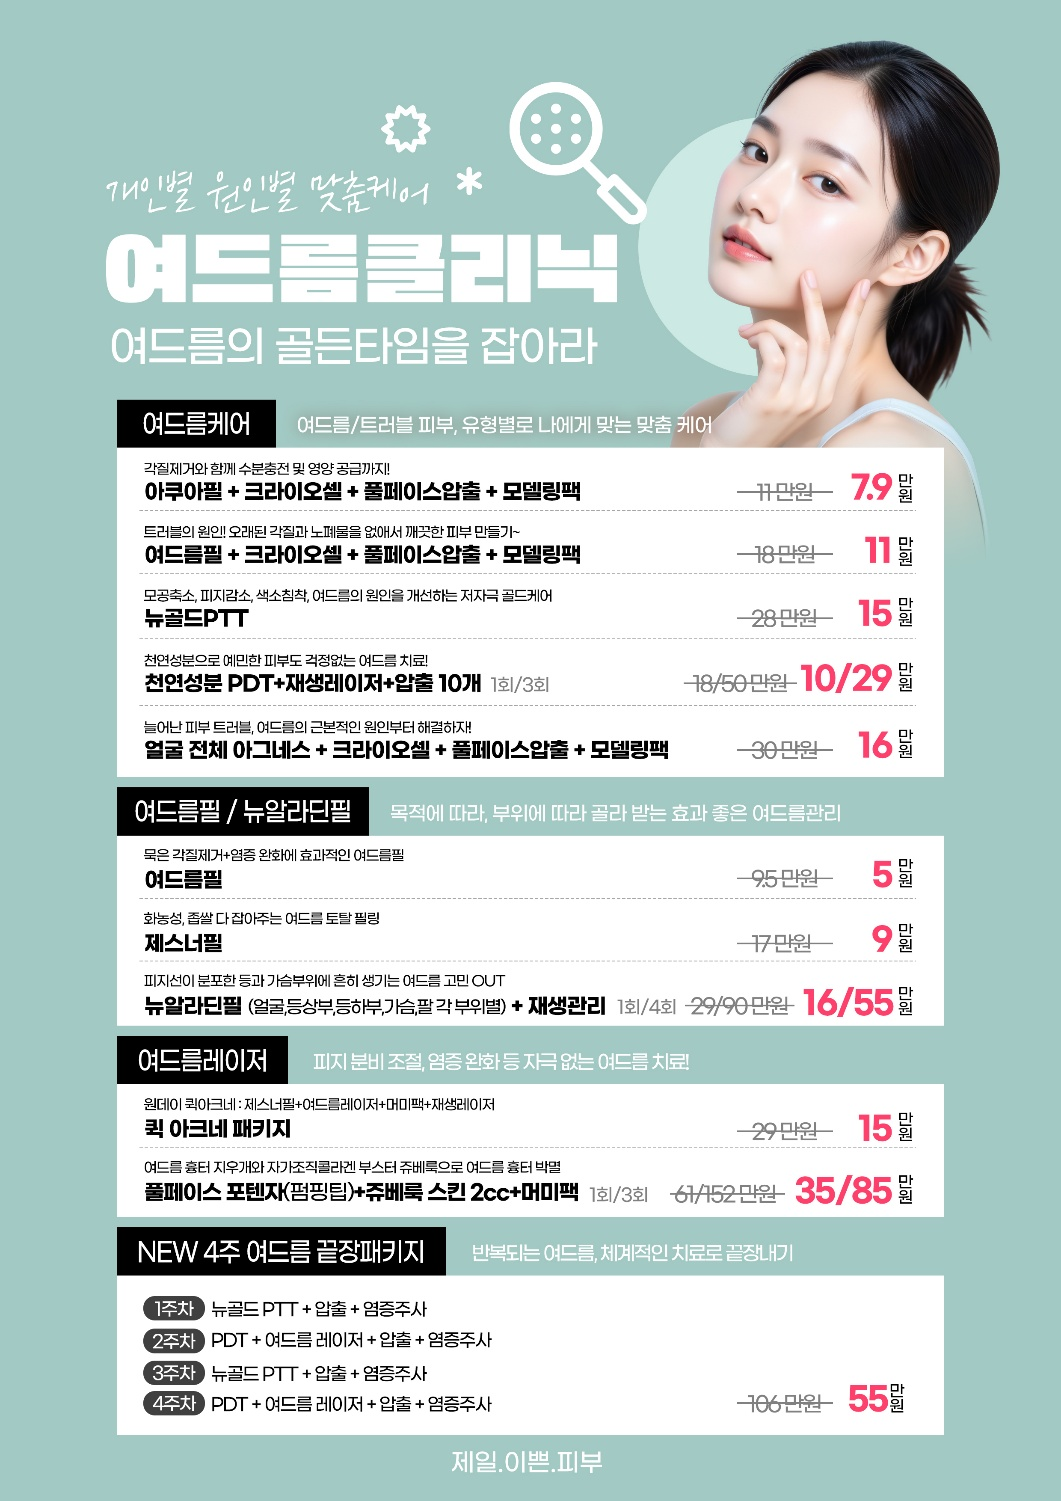 개인별 원인별 맞춤케어
여드름클리닉
여드름의 골든타임을 잡아라
여드름케어
여드름/트러블 피부, 유형별로 나에게 맞는 맞춤 케어
각질제거와 함께 수분충전 및 영양 공급까지!
아쿠아필 + 크라이오셀 + 풀페이스압출 + 모델링팩 11만원 7.9만원
트러블의 원인! 오래된 각질과 노폐물을 없애서 깨끗한 피부 만들기~
여드름필 + 크라이오셀 + 풀페이스압출 + 모델링팩 18만원 11만원
모공축소, 피지감소, 색소침착, 여드름의 원인을 개선하는 저자극 골드케어
뉴골드PTT 28만원 15만원
천연성분으로 예민한 피부도 걱정없는 여드름 치료!
천연성분 PDT+재생레이저+압출 10개 1회/3회 18/50만원 10/29만원
늘어난 피부 트러블, 여드름의 근본적인 원인부터 해결하자!
얼굴 전체 아그네스 + 크라이오셀 + 풀페이스압출 + 모델링팩 30만원 16만원
여드름필 / 뉴알라딘필
목적에 따라, 부위에 따라 골라 받는 효과 좋은 여드름관리
묵은 각질제거+염증 완화에 효과적인 여드름필
여드름필 9.5만원 5만원
화농성, 좁쌀 다 잡아주는 여드름 토탈 필링
제스너필 17만원 9만원
피지선이 분포한 등과 가슴부위에 흔히 생기는 여드름 고민 OUT
뉴알라딘필 (얼굴,등상부,등하부,가슴,팔 각 부위별) + 재생관리 1회/4회 29/90만원 16/55만원
여드름레이저
피지 분비 조절, 염증 완화 등 자극 없는 여드름 치료!
원데이 퀵아크네 : 제스너필+여드름레이저+머미팩+재생레이저
퀵 아크네 패키지 29만원 15만원
여드름 흉터 지우개와 자가조직콜라겐 부스터 쥬베룩으로 여드름 흉터 박멸
풀페이스 포텐자(펌핑팁)+쥬베룩 스킨 2cc+머미팩 1회/3회 61/152만원 35/85만원
NEW 4주 여드름 끝장패키지
반복되는 여드름, 체계적인 치료로 끝장내기
1주차 뉴골드 PTT + 압출 + 염증주사
2주차 PDT + 여드름 레이저 + 압출 + 염증주사
3주차 뉴골드 PTT + 압출 + 염증주사
4주차 PDT + 여드름 레이저 + 압출 + 염증주사 106만원 55만원
제일.이쁜.피부